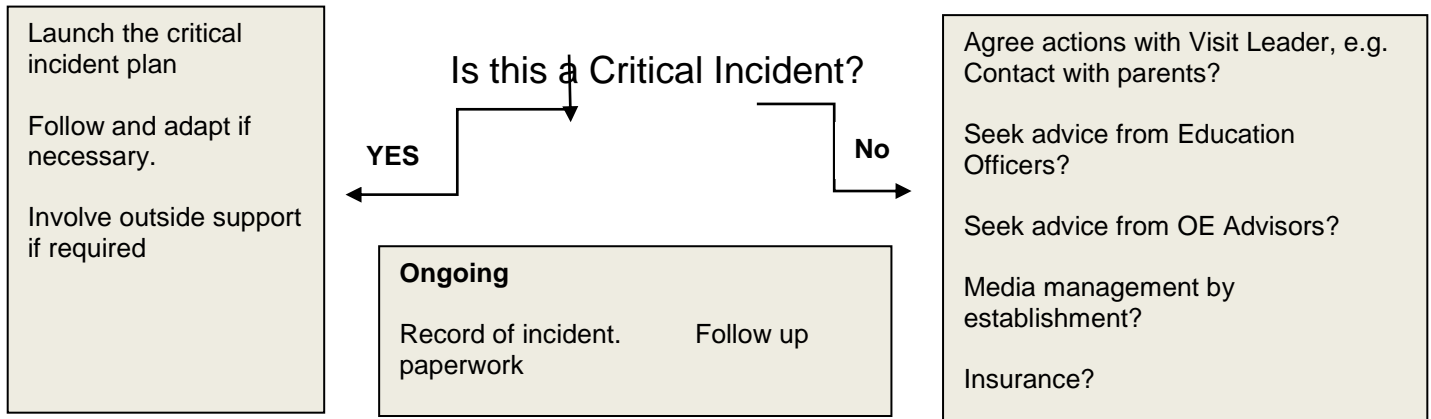 Launch the critical
incident plan
Follow and adapt if
necessary.
Involve outside support
if required
Is this a Critical Incident?
YES
No
Ongoing
Record of incident. Follow up
paperwork
Agree actions with Visit Leader, e.g.
Contact with parents?
Seek advice from Education
Officers?
Seek advice from OE Advisors?
Media management by
establishment?
Insurance?